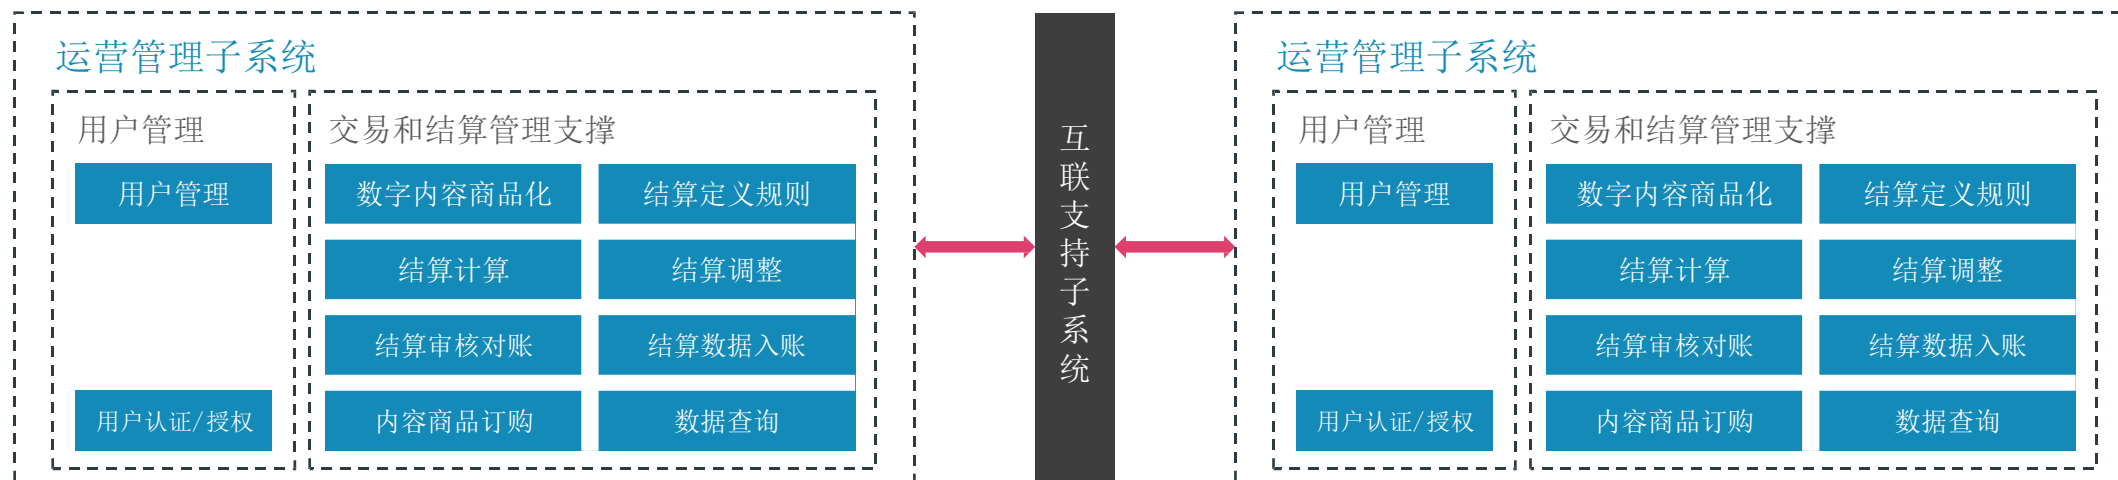 运营管理子系统
用户管理
用户管理
用户认证/授权
交易和结算管理支撑
数字内容商品化
结算定义规则
结算计算
结算调整
结算审核对账
结算数据入账
内容商品订购
数据查询
互联支持子系统
运营管理子系统
用户管理
用户管理
用户认证/授权
交易和结算管理支撑
数字内容商品化
结算定义规则
结算计算
结算调整
结算审核对账
结算数据入账
内容商品订购
数据查询